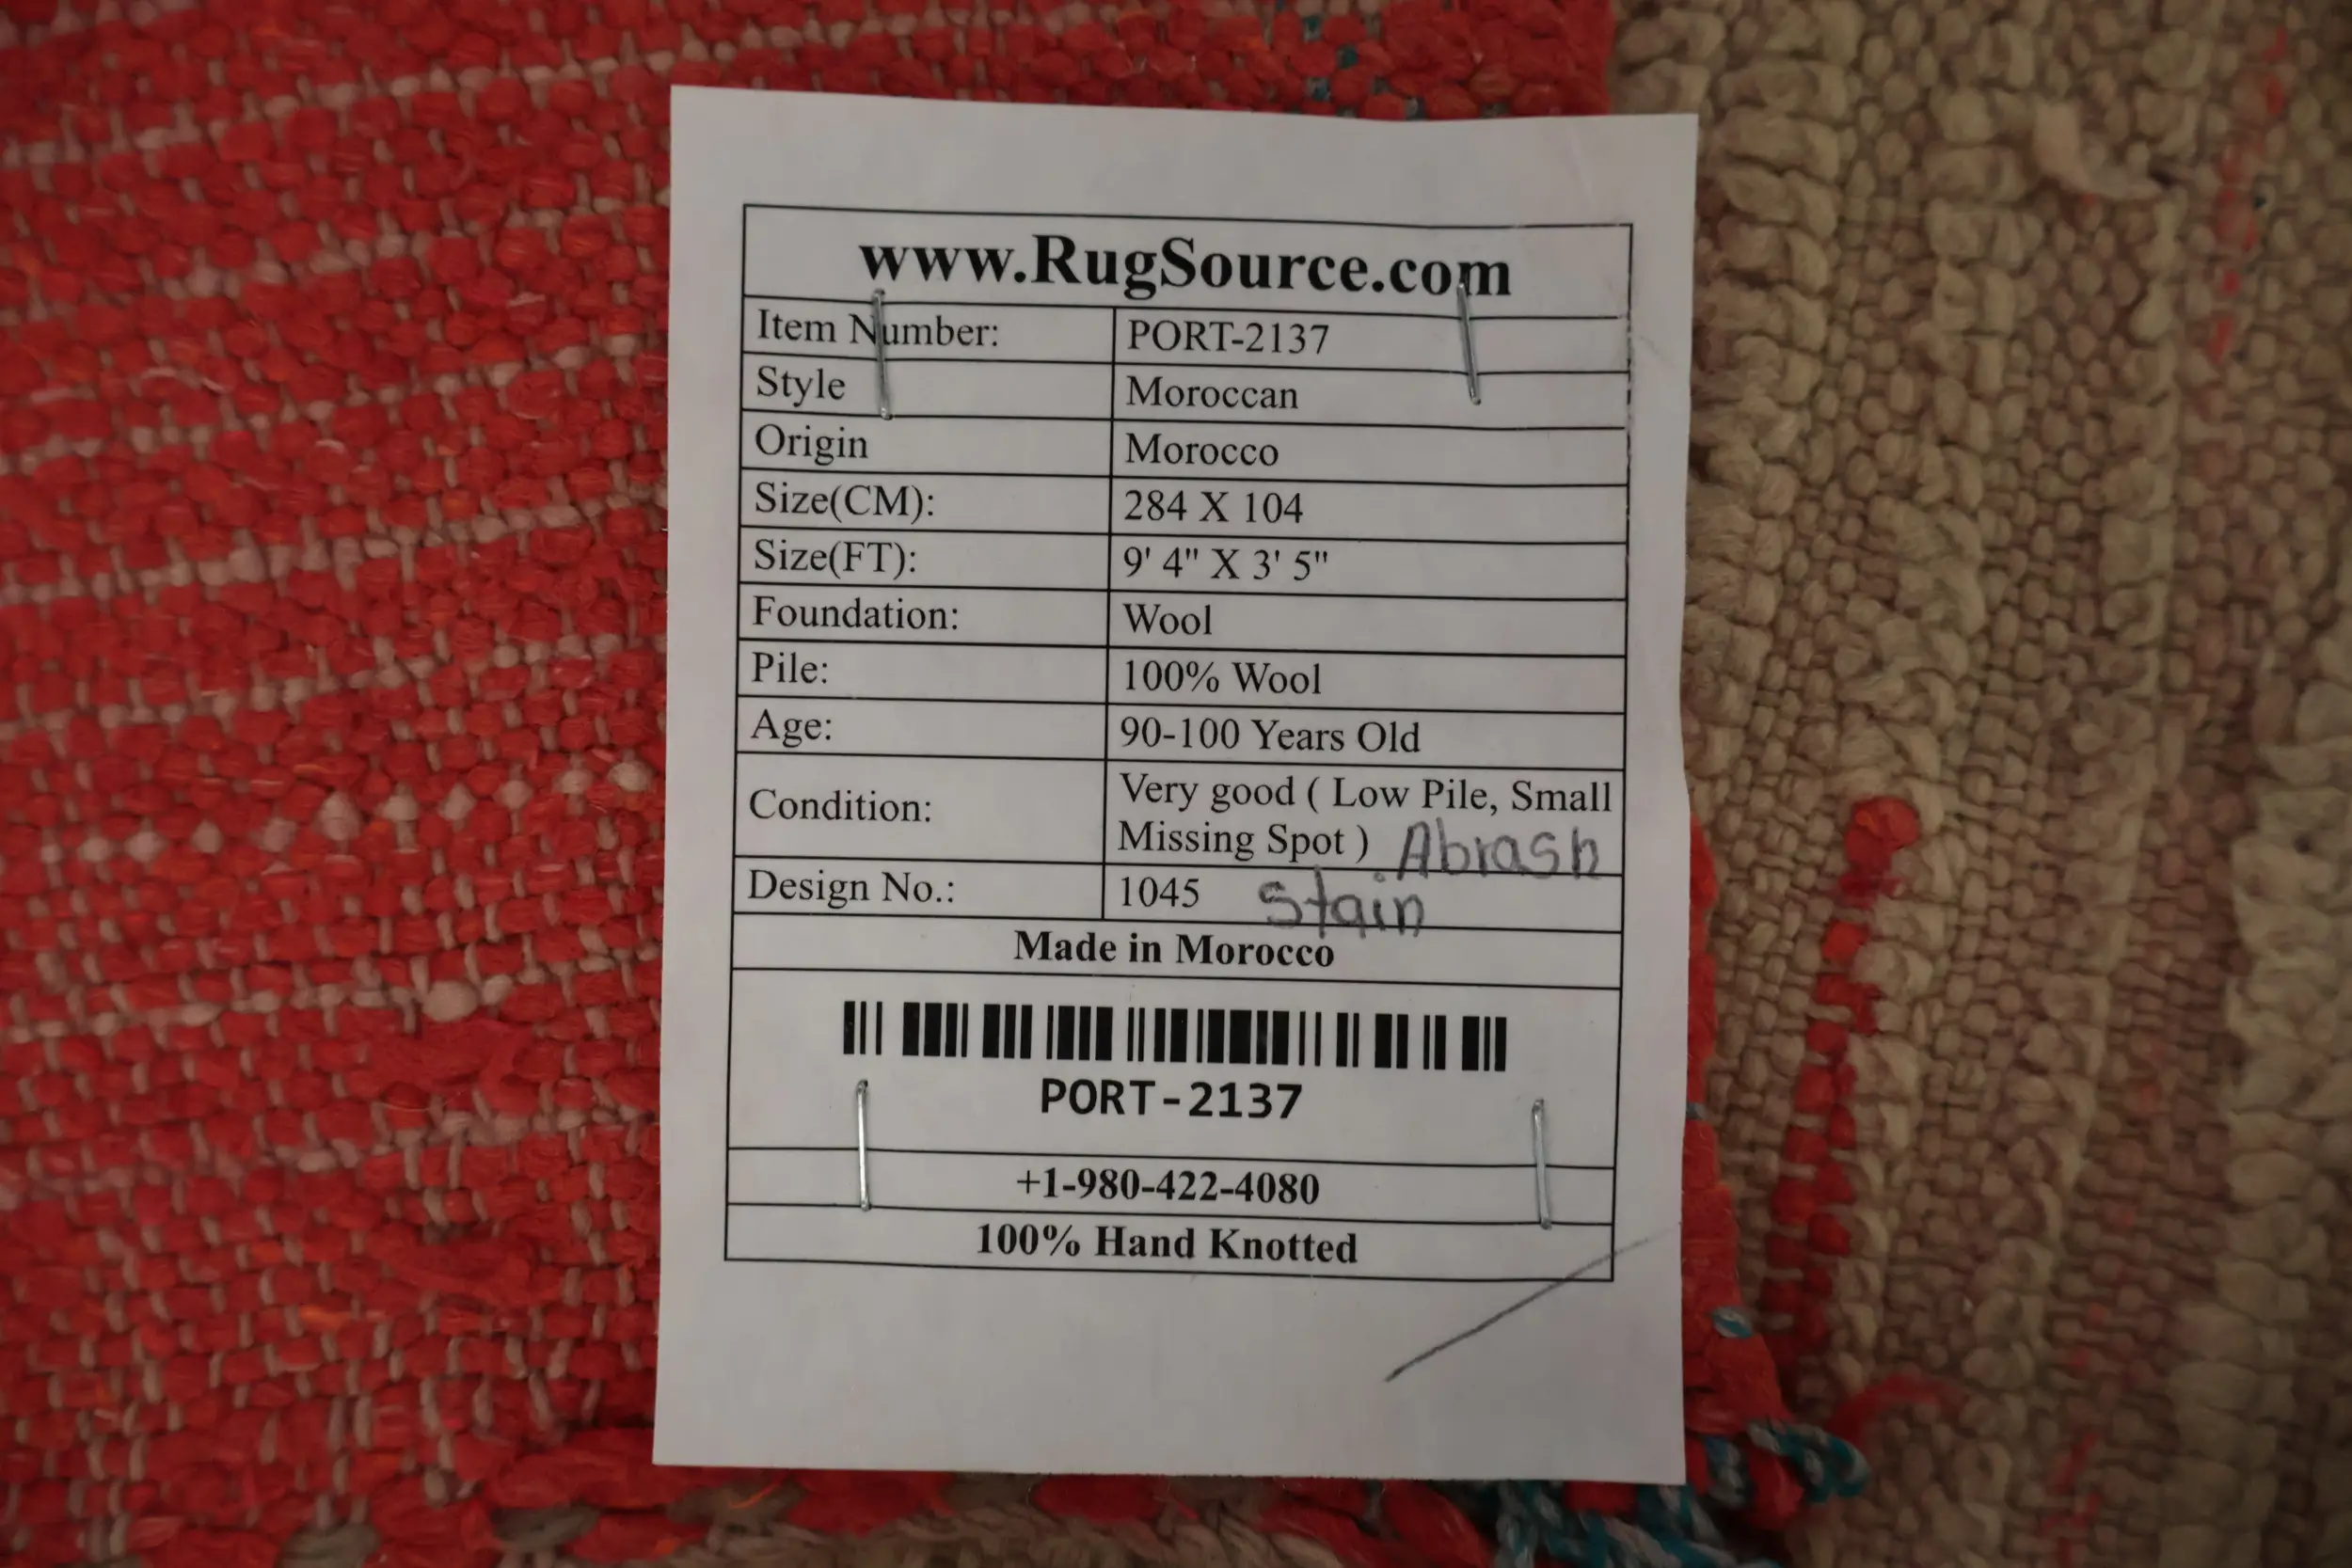 www.RugSource.com
Item Number: PORT-2137
Style Moroccan
Origin Morocco
Size(CM): 284 X 104
Size(FT): 9' 4" X 3' 5"
Foundation: Wool
Pile: 100% Wool
Age: 90-100 Years Old
Condition: Very good ( Low Pile, Small
Missing Spot ) Abrash
Design No.: 1045 Stain
Made in Morocco
PORT-2137
+1-980-422-4080
100% Hand Knotted